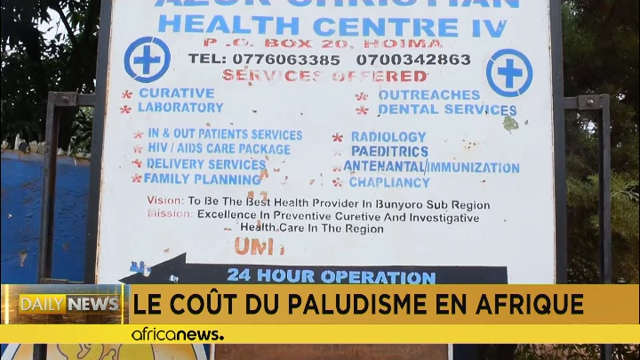 AZUR CHRISTIAN
HEALTH CENTRE IV
P.O. BOX 20, HOIMA
TEL: 0776063385 0700342863
SERVICES OFFERED
* CURATIVE
* LABORATORY
* OUTREACHES
* DENTAL SERVICES
* IN & OUT PATIENTS SERVICES
* HIV / AIDS CARE PACKAGE
* DELIVERY SERVICES
* FAMILY PLANNING
* RADIOLOGY
PAEDITRICS
* ANTENANTAL/IMMUNIZATION
* CHAPLIANCY
Vision: To Be The Best Health Provider In Bunyoro Sub Region
Mission: Excellence In Preventive Curetive And Investigative
Health Care In The Region
24 HOUR OPERATION
DAILY NEWS
LE COÛT DU PALUDISME EN AFRIQUE
africanews.